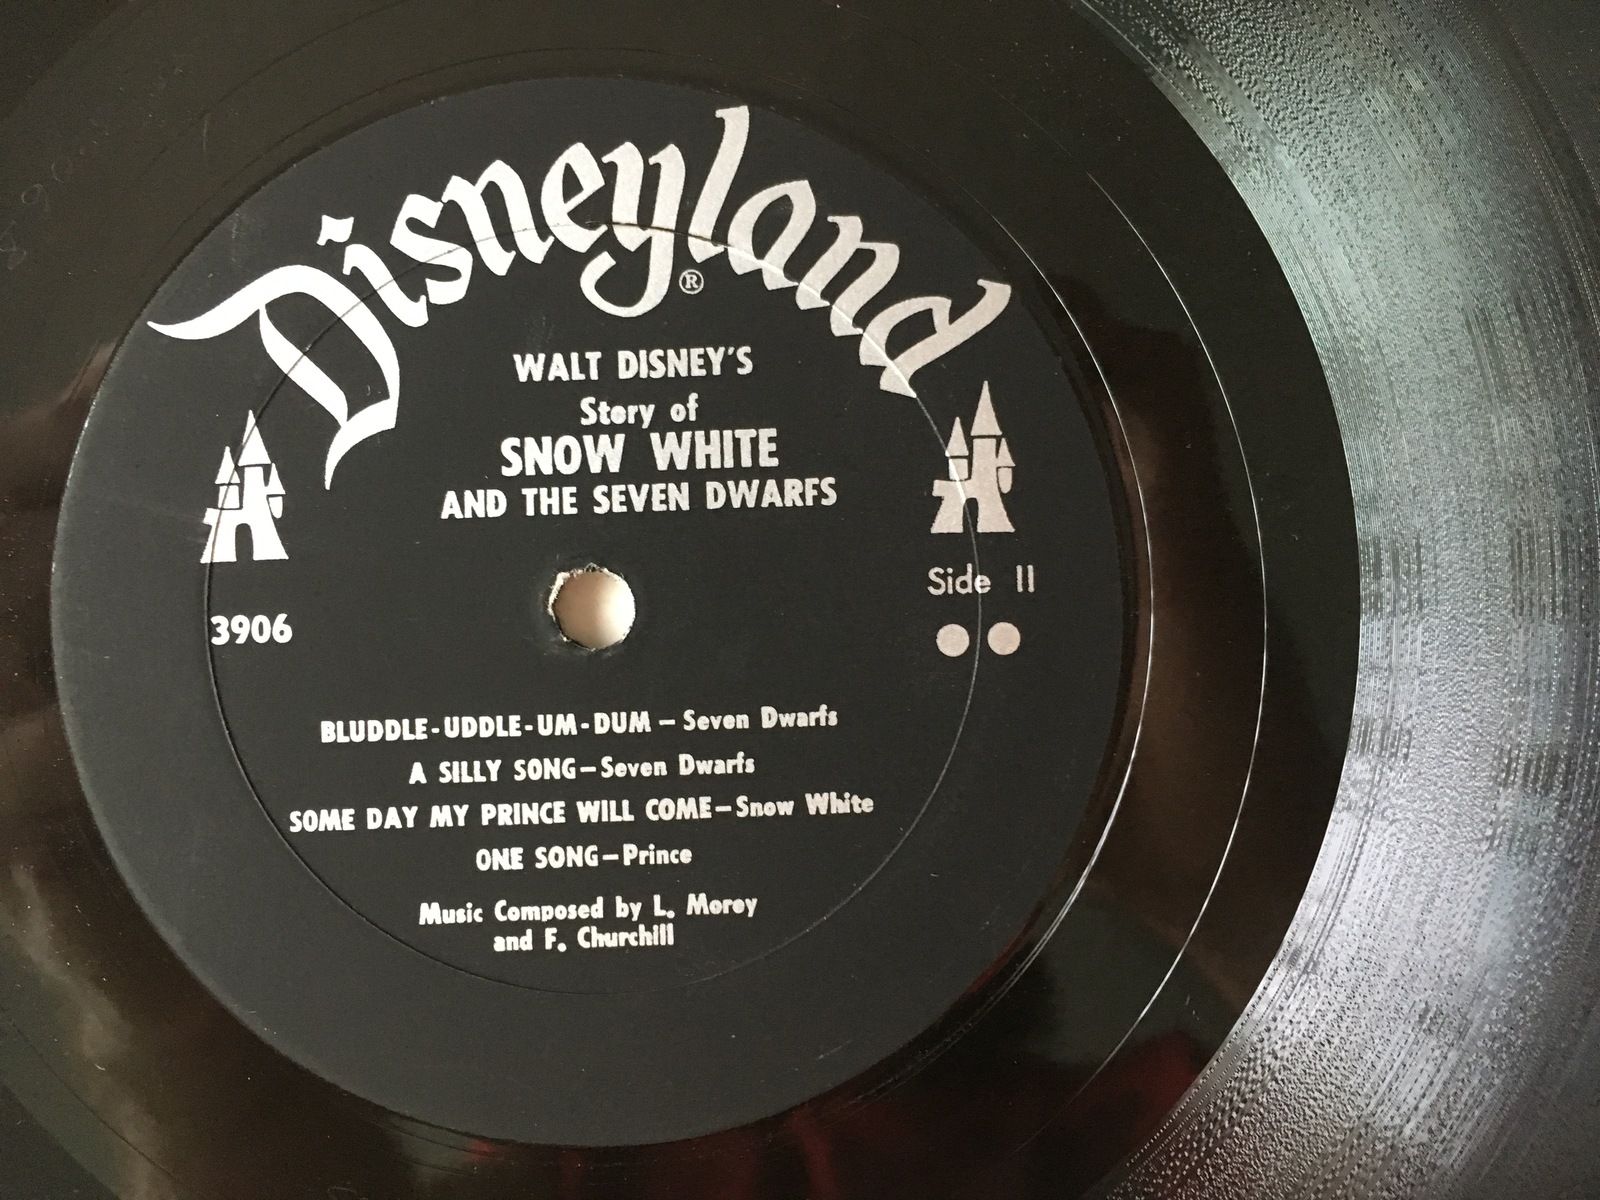 Disneyland®
WALT DISNEY'S
Story of
SNOW WHITE
AND THE SEVEN DWARFS
Side II
3906
BLUDDLE-UDDLE-UM-DUM – Seven Dwarfs
A SILLY SONG – Seven Dwarfs
SOME DAY MY PRINCE WILL COME – Snow White
ONE SONG – Prince
Music Composed by L. Morey
and F. Churchill